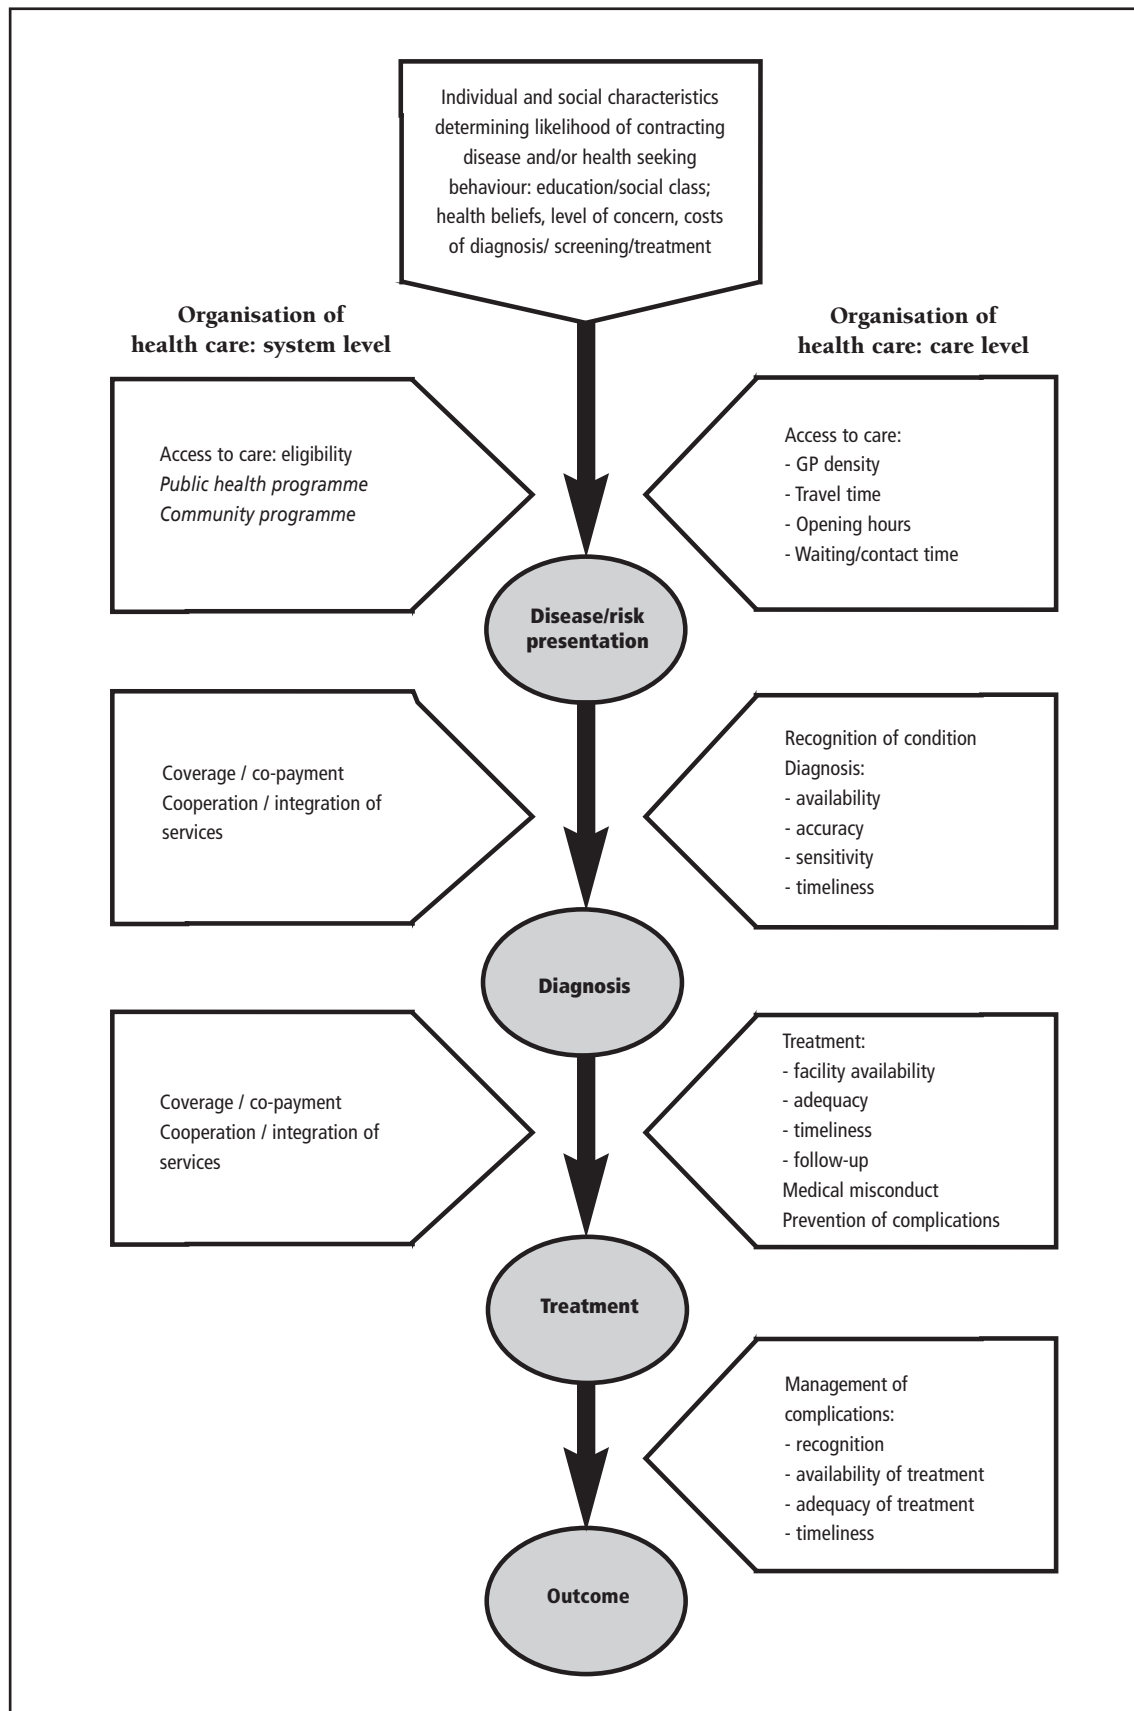 Individual and social characteristics
determining likelihood of contracting
disease and/or health seeking
behaviour: education/social class;
health beliefs, level of concern, costs
of diagnosis/ screening/treatment
Organisation of
health care: system level
Organisation of
health care: care level
Access to care: eligibility
Public health programme
Community programme
Access to care:
- GP density
- Travel time
- Opening hours
- Waiting/contact time
Disease/risk
presentation
Coverage / co-payment
Cooperation / integration of
services
Recognition of condition
Diagnosis:
- availability
- accuracy
- sensitivity
- timeliness
Diagnosis
Coverage / co-payment
Cooperation / integration of
services
Treatment:
- facility availability
- adequacy
- timeliness
- follow-up
Medical misconduct
Prevention of complications
Treatment
Management of
complications:
- recognition
- availability of treatment
- adequacy of treatment
- timeliness
Outcome